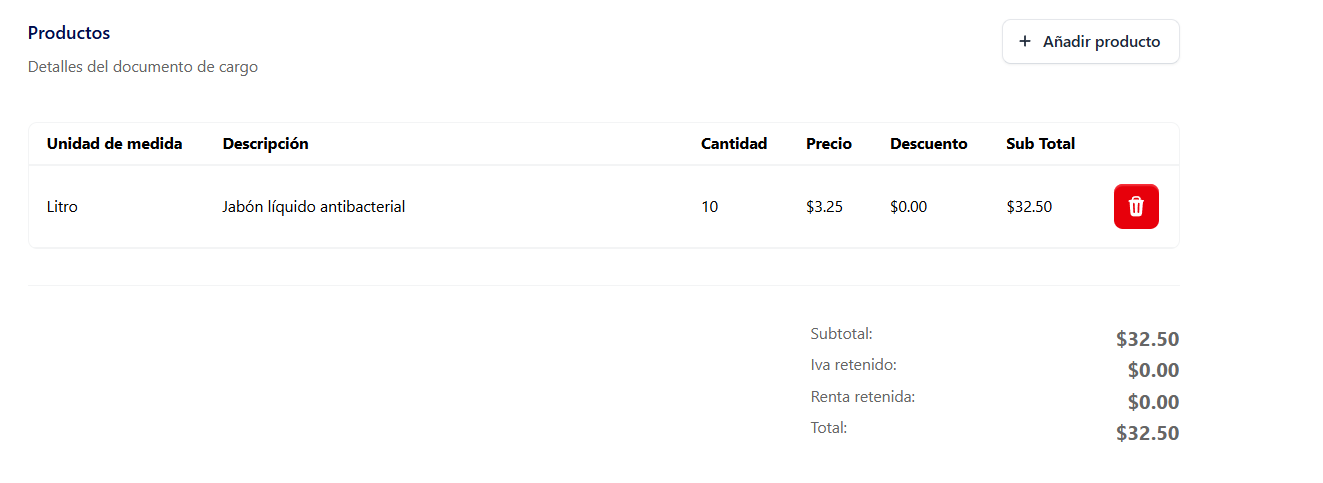 Productos
+ Añadir producto
Detalles del documento de cargo
Unidad de medida Descripción Cantidad Precio Descuento Sub Total
Litro Jabón líquido antibacterial 10 $3.25 $0.00 $32.50
Subtotal: $32.50
Iva retenido: $0.00
Renta retenida: $0.00
Total: $32.50